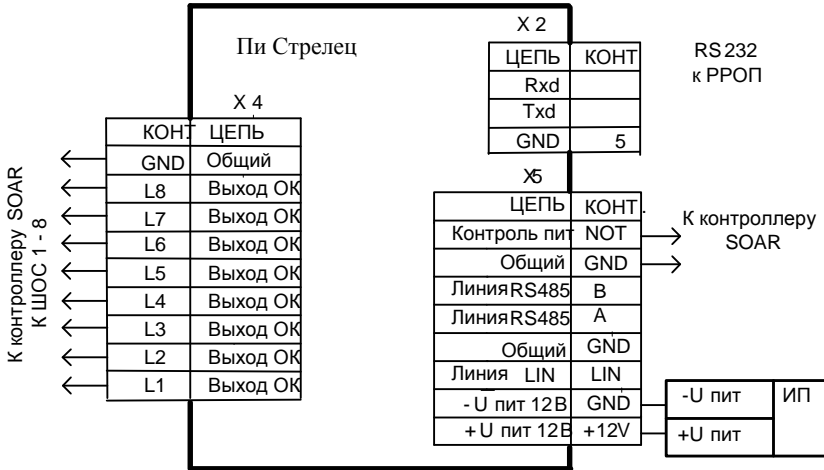 Пи Стрелец
X 2
ЦЕПЬ КОНТ
Rxd
Txd
GND 5
RS 232
к РРОП
X 4
КОНТ ЦЕПЬ
GND Общий
L8 Выход ОК
L7 Выход ОК
L6 Выход ОК
L5 Выход ОК
L4 Выход ОК
L3 Выход ОК
L2 Выход ОК
L1 Выход ОК
К контроллеру SOAR
К ШОС 1 - 8
X5
ЦЕПЬ КОНТ.
Контроль пит NOT
Общий GND
Линия RS485 B
Линия RS485 A
Общий GND
Линия LIN LIN
- U пит 12В GND
+ U пит 12В +12V
К контроллеру
SOAR
-U пит ИП
+U пит